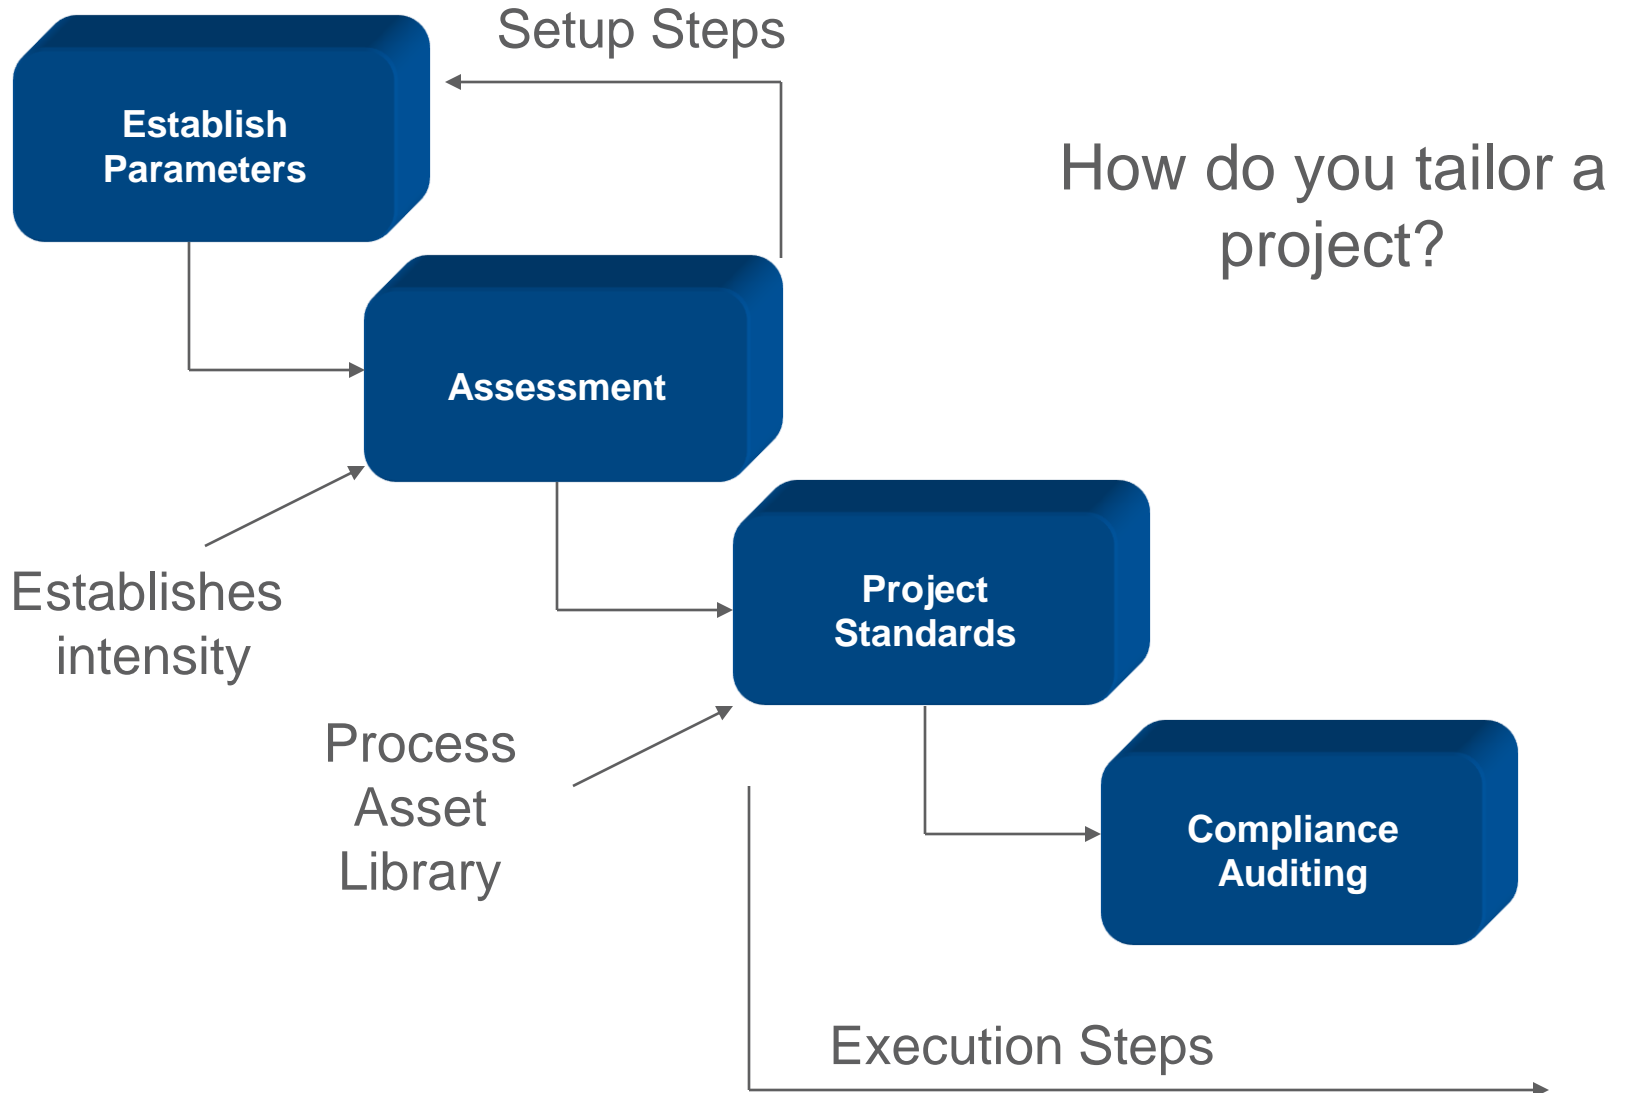 Setup Steps
Establish
Parameters
How do you tailor a
project?
Assessment
Establishes
intensity
Project
Standards
Process
Asset
Library
Compliance
Auditing
Execution Steps